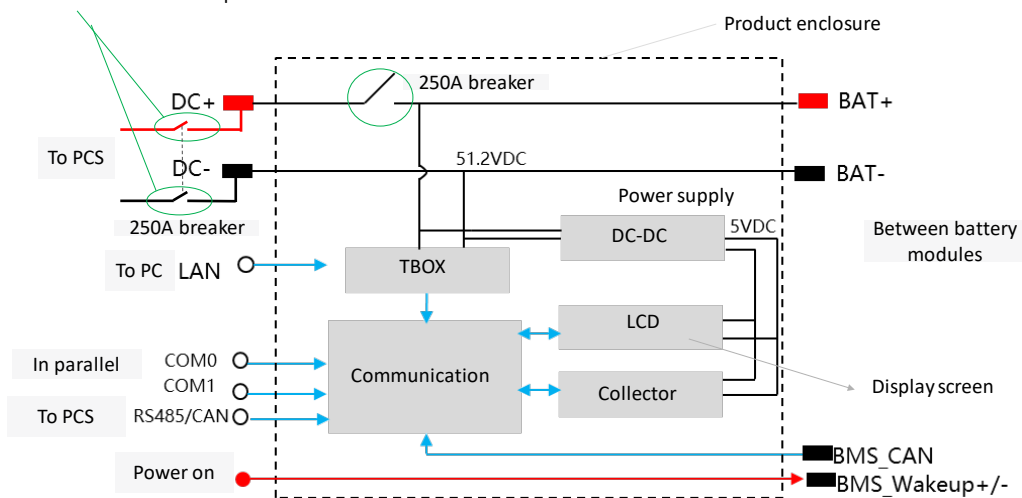 Product enclosure
250A breaker
DC+
BAT+
To PCS
DC-
51.2VDC
BAT-
Power supply
250A breaker
DC-DC
5VDC
Between battery
modules
To PC
LAN
TBOX
LCD
In parallel
COM0
Communication
COM1
Collector
Display screen
To PCS
RS485/CAN
BMS_CAN
Power on
BMS_Wakeup+/-